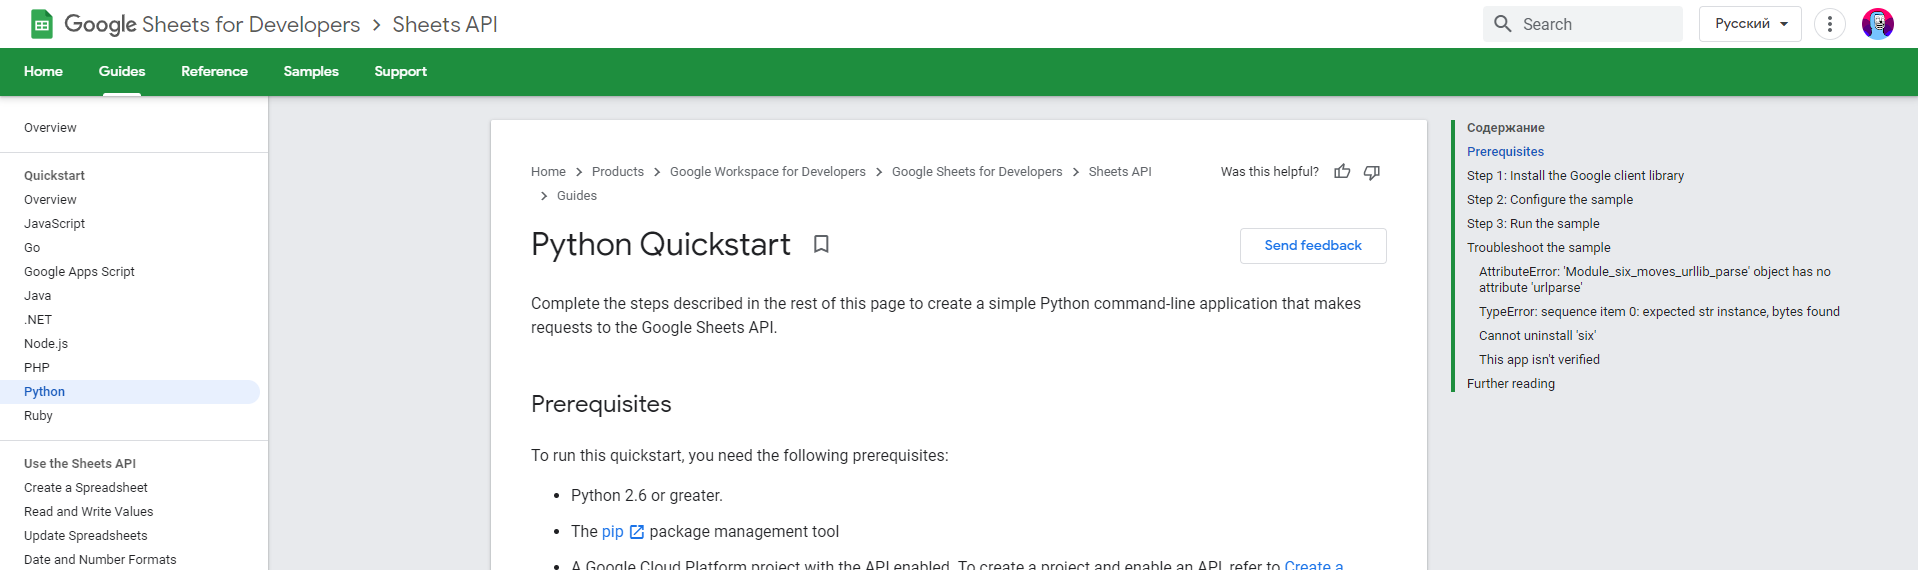 Google Sheets for Developers > Sheets API
Search
Русский
Home
Guides
Reference
Samples
Support
Overview
Quickstart
Overview
JavaScript
Go
Google Apps Script
Java
.NET
Node.js
PHP
Python
Ruby
Use the Sheets API
Create a Spreadsheet
Read and Write Values
Update Spreadsheets
Date and Number Formats
Home > Products > Google Workspace for Developers > Google Sheets for Developers > Sheets API
> Guides
Was this helpful?
Python Quickstart
Send feedback
Complete the steps described in the rest of this page to create a simple Python command-line application that makes
requests to the Google Sheets API.
Prerequisites
To run this quickstart, you need the following prerequisites:
• Python 2.6 or greater.
• The pip package management tool
• A Google Cloud Platform project with the API enabled. To create a project and enable an API, refer to Create a
Содержание
Prerequisites
Step 1: Install the Google client library
Step 2: Configure the sample
Step 3: Run the sample
Troubleshoot the sample
AttributeError: 'Module_six_moves_urllib_parse' object has no
attribute 'urlparse'
TypeError: sequence item 0: expected str instance, bytes found
Cannot uninstall 'six'
This app isn't verified
Further reading